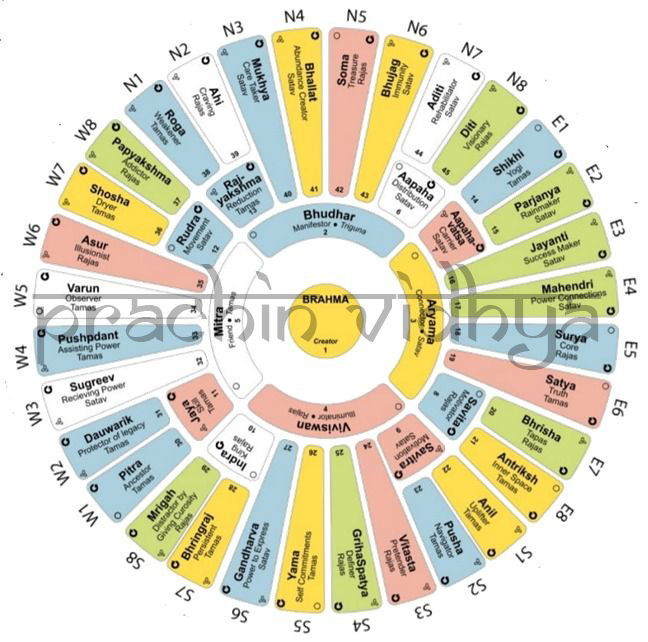 N1
N2
N3
N4
N5
N6
N7
N8
E1
E2
E3
E4
E5
E6
E7
E8
S1
S2
S3
S4
S5
S6
S7
S8
W1
W2
W3
W4
W5
W6
W7
W8
BRAHMA
Creator
1
Bhudhar
Manifestor • Triguna
2
Aryama
• Satav
3
Viviswan
Illuminator • Rajas
4
Mitra
5
Aapaha
Distribution
Satav
6
Aapaha-
vatsa
Carrier
Satav
7
Savita
Motivator
Rajas
8
Savitra
Motivation
Satav
9
Indra
King
Rajas
10
Jaya
Skill
Tamas
11
Rudra
Movement
Satav
12
Raj-
yakshma
Reduction
Tamas
13
Shikhi
Yogi
Tamas
14
Parjanya
Rainmaker
Satav
15
Jayanti
Success Maker
Satav
16
Mahendri
Power Connections
Satav
17
Surya
Core
Rajas
18
Satya
Truth
Tamas
19
Bhrisha
Tapas
Rajas
20
Antriksh
Inner Space
Tamas
21
Anil
Uplifter
Tamas
22
Pusha
Navigator
Tamas
23
Vitasta
Pretender
Rajas
24
GrihaSpatya
Definer
Rajas
25
Yama
Self Commitments
Tamas
26
Gandharva
Power to Express
Satav
27
Bhringraj
Persistent
Tamas
28
Mrigah
Distractor by
Giving Curosity
Rajas
29
Pitra
Ancestor
Tamas
30
Dauwarik
Protector of legacy
Tamas
31
Sugreev
Recieving Power
Satav
32
Pushpdant
Assisting Power
Tamas
33
Varun
Observer
Tamas
34
Asur
Illusionist
Rajas
35
Shosha
Dryer
Tamas
36
Papyakshma
Addictor
Rajas
37
Roga
Weakener
Tamas
38
Ahi
Craving
Rajas
39
Mukhya
Care Taker
Satav
40
Bhallat
Abundance Creator
Satav
41
Soma
Treasure
Rajas
42
Bhujag
Immunity
Satav
43
Aditi
Rehabilitator
Satav
44
Diti
Visionary
Rajas
45
prachin vidhya